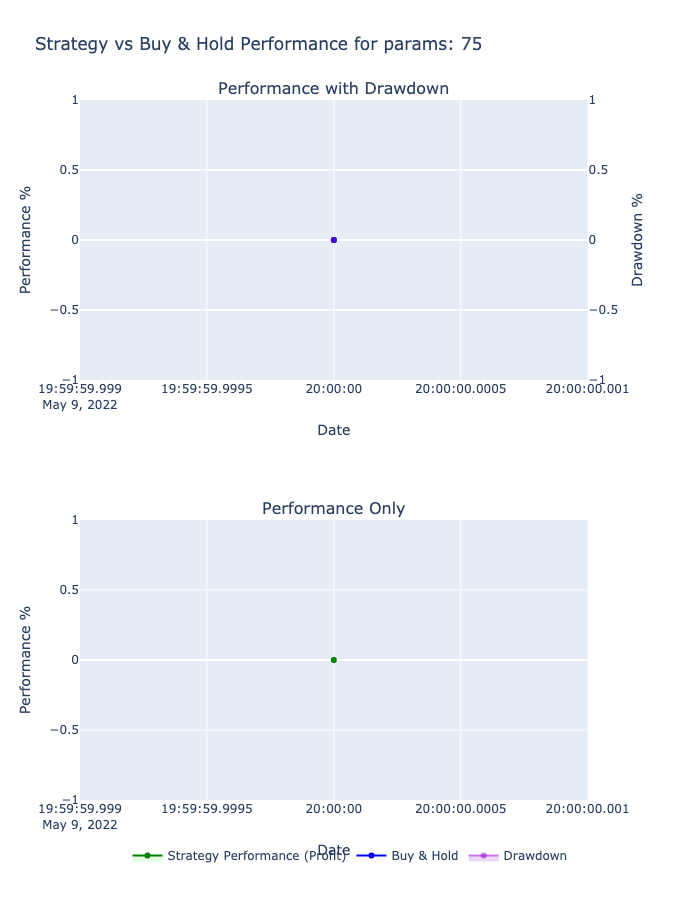 Strategy vs Buy & Hold Performance for params: 75
Performance with Drawdown
1
0.5
0
−0.5
−1
Performance %
1
0.5
0
−0.5
−1
Drawdown %
19:59:59.999
May 9, 2022
19:59:59.9995
20:00:00
20:00:00.0005
20:00:00.001
Date
Performance Only
1
0.5
0
−0.5
−1
Performance %
19:59:59.999
May 9, 2022
19:59:59.9995
20:00:00
20:00:00.0005
20:00:00.001
Date
Strategy Performance (Profit)
Buy & Hold
Drawdown